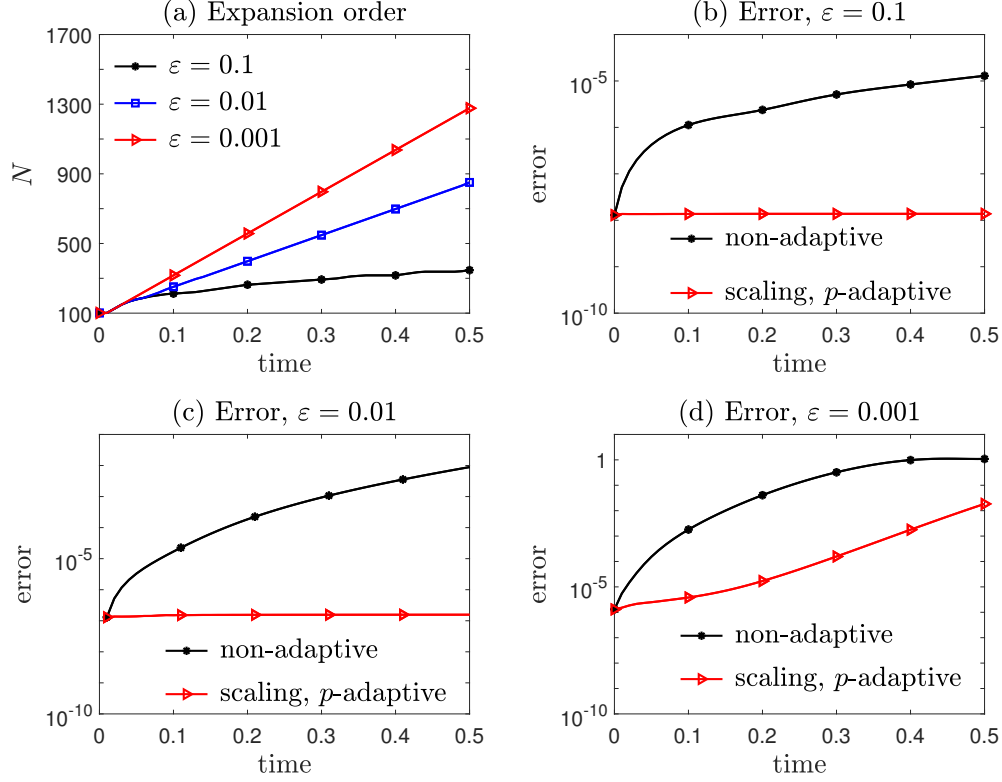 (a) Expansion order
1700
1300
900
500
100
N
ε = 0.1
ε = 0.01
ε = 0.001
0
0.1
0.2
0.3
0.4
0.5
time
(b) Error, ε = 0.1
10^-5
10^-10
error
non-adaptive
scaling, p-adaptive
0
0.1
0.2
0.3
0.4
0.5
time
(c) Error, ε = 0.01
10^-5
10^-10
error
non-adaptive
scaling, p-adaptive
0
0.1
0.2
0.3
0.4
0.5
time
(d) Error, ε = 0.001
1
10^-5
10^-10
error
non-adaptive
scaling, p-adaptive
0
0.1
0.2
0.3
0.4
0.5
time